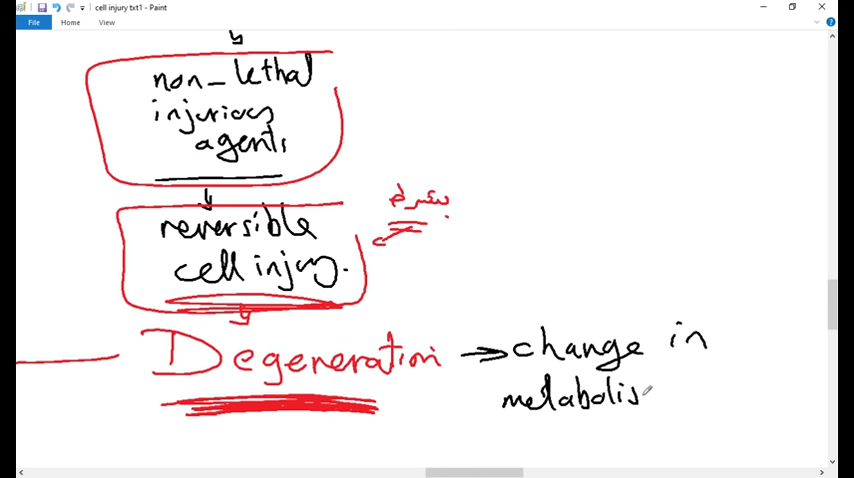 cell injury txt1 - Paint
File Home View
non_lethal
injurious
agents
reversible
cell injury.
Degeneration → change in
metabolis